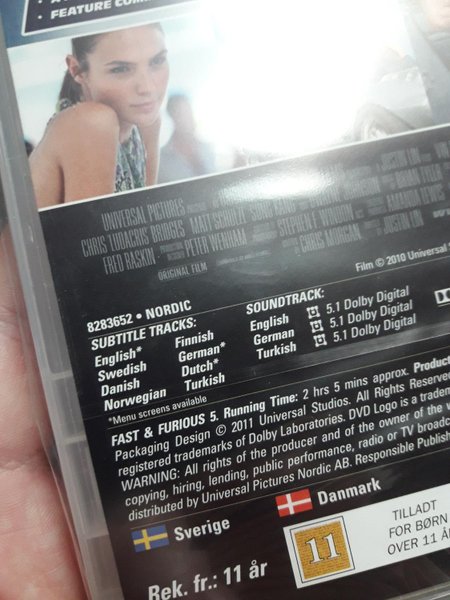 • FEATURE COMM
UNIVERSAL PICTURES
CHRIS LUDACRIS BRIDGES MATT SCHULZE
FRED RASKIN PETER WENHAM STEPHEN F. WINDON
CHRIS MORGAN JUSTIN LIN
ORIGINAL FILM
Film © 2010 Universal
8283652 • NORDIC
SUBTITLE TRACKS:
English* Finnish
Swedish German*
Danish Dutch*
Norwegian Turkish
*Menu screens available
SOUNDTRACK:
English 5.1 Dolby Digital
German 5.1 Dolby Digital
Turkish 5.1 Dolby Digital
FAST & FURIOUS 5. Running Time: 2 hrs 5 mins approx. Product
Packaging Design © 2011 Universal Studios. All Rights Reserved
registered trademarks of Dolby Laboratories. DVD Logo is a tradem
WARNING: All rights of the producer and of the owner of the w
copying, hiring, lending, public performance, radio or TV broadc
distributed by Universal Pictures Nordic AB. Responsible Publish
Sverige
Rek. fr.: 11 år
Danmark
11
TILLADT
FOR BØRN
OVER 11 Å